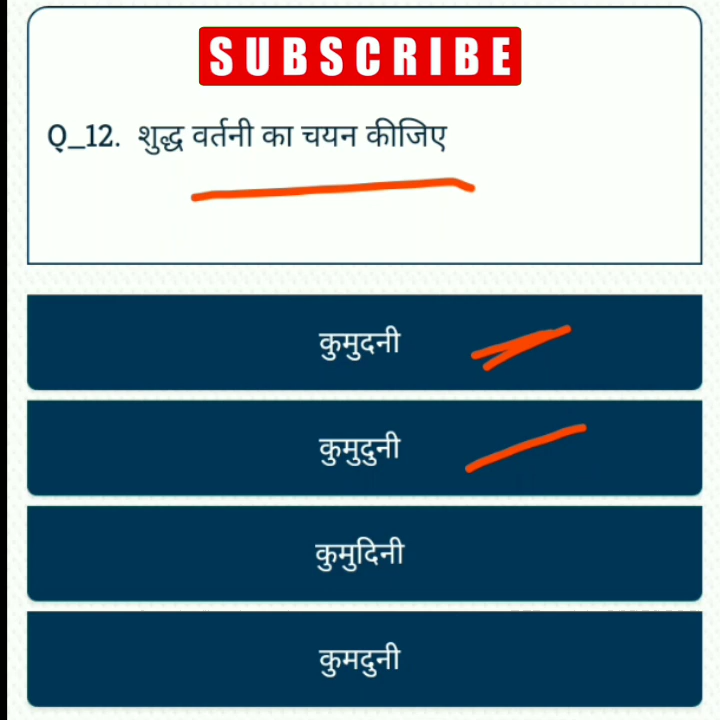 SUBSCRIBE
Q_12. शुद्ध वर्तनी का चयन कीजिए
कुमुदनी
कुमुदुनी
कुमुदिनी
कुमदुनी